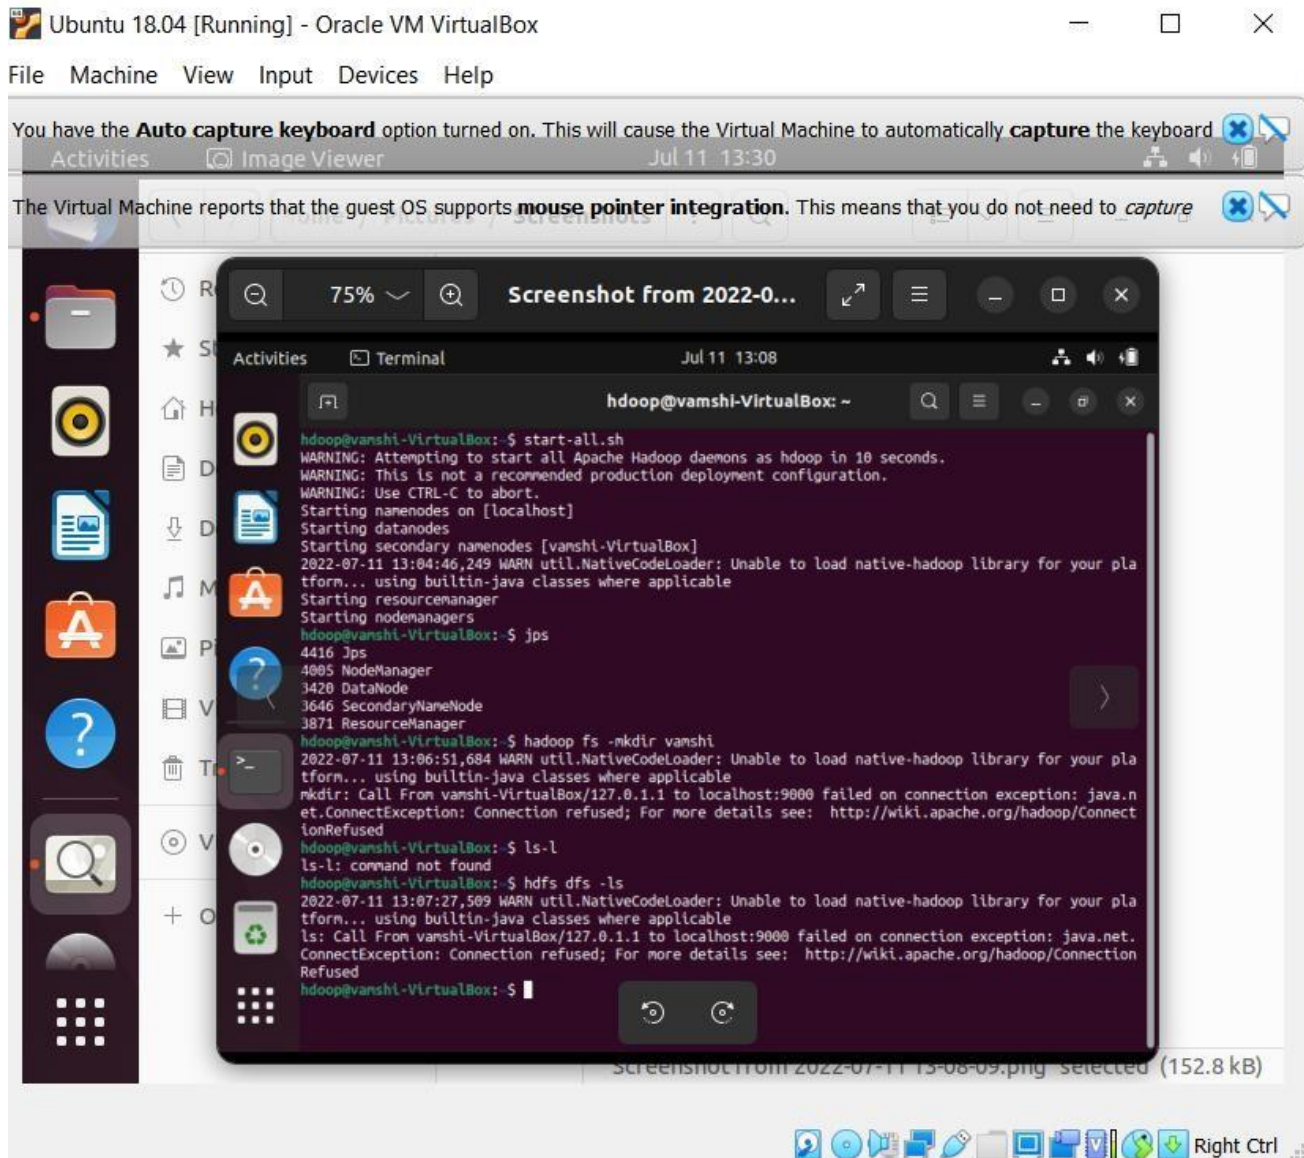 Ubuntu 18.04 [Running] - Oracle VM VirtualBox
File Machine View Input Devices Help
You have the Auto capture keyboard option turned on. This will cause the Virtual Machine to automatically capture the keyboard
Activities Image Viewer Jul 11 13:30
The Virtual Machine reports that the guest OS supports mouse pointer integration. This means that you do not need to capture
75% Screenshot from 2022-0...
Activities Terminal Jul 11 13:08
hdoop@vamshi-VirtualBox: ~
hdoop@vamshi-VirtualBox:~$ start-all.sh
WARNING: Attempting to start all Apache Hadoop daemons as hdoop in 10 seconds.
WARNING: This is not a recommended production deployment configuration.
WARNING: Use CTRL-C to abort.
Starting namenodes on [localhost]
Starting datanodes
Starting secondary namenodes [vamshi-VirtualBox]
2022-07-11 13:04:46,249 WARN util.NativeCodeLoader: Unable to load native-hadoop library for your pla
tform... using builtin-java classes where applicable
Starting resourcemanager
Starting nodemanagers
hdoop@vamshi-VirtualBox:~$ jps
4416 Jps
4005 NodeManager
3420 DataNode
3646 SecondaryNameNode
3871 ResourceManager
hdoop@vamshi-VirtualBox:~$ hadoop fs -mkdir vamshi
2022-07-11 13:06:51,684 WARN util.NativeCodeLoader: Unable to load native-hadoop library for your pla
tform... using builtin-java classes where applicable
mkdir: Call From vamshi-VirtualBox/127.0.1.1 to localhost:9000 failed on connection exception: java.n
et.ConnectException: Connection refused; For more details see:  http://wiki.apache.org/hadoop/Connect
ionRefused
hdoop@vamshi-VirtualBox:~$ ls-l
ls-l: command not found
hdoop@vamshi-VirtualBox:~$ hdfs dfs -ls
2022-07-11 13:07:27,509 WARN util.NativeCodeLoader: Unable to load native-hadoop library for your pla
tform... using builtin-java classes where applicable
ls: Call From vamshi-VirtualBox/127.0.1.1 to localhost:9000 failed on connection exception: java.net.
ConnectException: Connection refused; For more details see:  http://wiki.apache.org/hadoop/Connection
Refused
hdoop@vamshi-VirtualBox:~$
Screenshot from 2022-07-11 13-08-09.png" selected (152.8 kB)
Right Ctrl